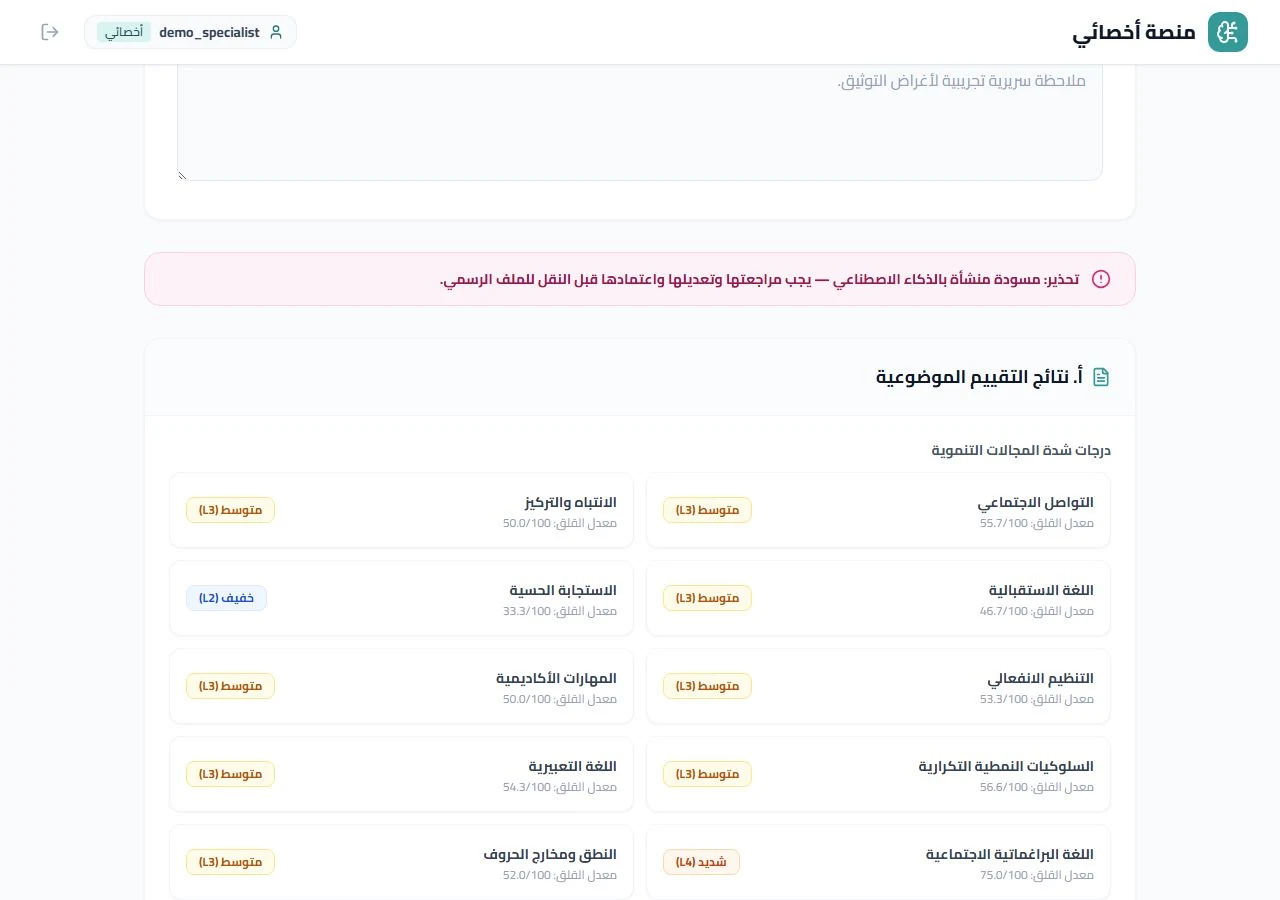 منصة أخصائي
demo_specialist أخصائي
ملاحظة سريرية تجريبية لأغراض التوثيق.
تحذير: مسودة منشأة بالذكاء الاصطناعي — يجب مراجعتها وتعديلها واعتمادها قبل النقل للملف الرسمي.
أ. نتائج التقييم الموضوعية
درجات شدة المجالات التنموية
التواصل الاجتماعي
معدل القلق: 55.7/100
متوسط (L3)
الانتباه والتركيز
معدل القلق: 50.0/100
متوسط (L3)
اللغة الاستقبالية
معدل القلق: 46.7/100
متوسط (L3)
الاستجابة الحسية
معدل القلق: 33.3/100
خفيف (L2)
التنظيم الانفعالي
معدل القلق: 53.3/100
متوسط (L3)
المهارات الأكاديمية
معدل القلق: 50.0/100
متوسط (L3)
السلوكيات النمطية التكرارية
معدل القلق: 56.6/100
متوسط (L3)
اللغة التعبيرية
معدل القلق: 54.3/100
متوسط (L3)
اللغة البراغماتية الاجتماعية
معدل القلق: 75.0/100
شديد (L4)
النطق ومخارج الحروف
معدل القلق: 52.0/100
متوسط (L3)